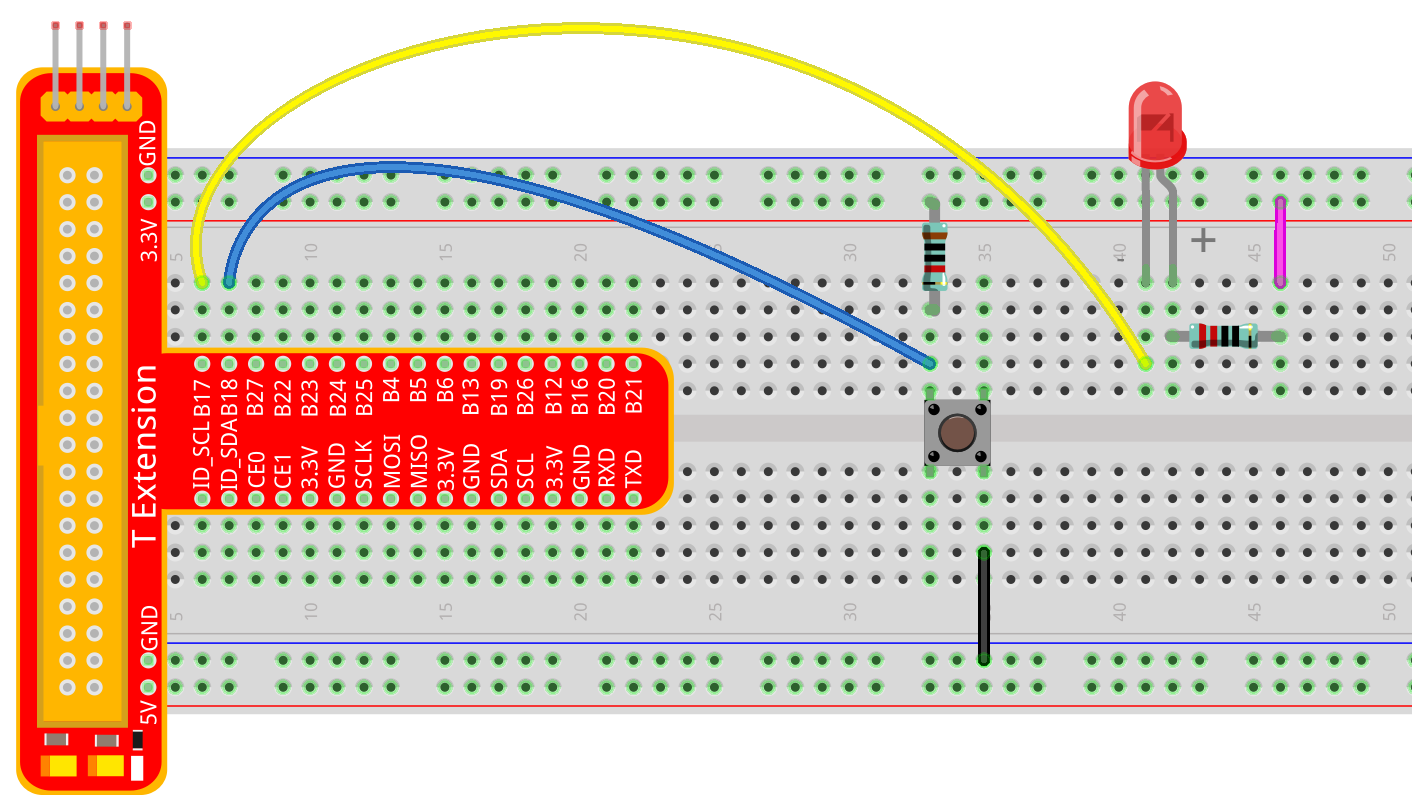 GND
3.3V
5 10 15 20 25 30 35 40 45 50
- +
B17 B18 B27 B22 B23 B24 B25 B4 B5 B6 B13 B19 B26 B12 B16 B20 B21
T Extension
ID_SCL ID_SDA CE0 CE1 3.3V GND SCLK MOSI MISO 3.3V GND SDA SCL 3.3V GND RXD TXD
GND
5 10 15 20 25 30 40 45 50
5V